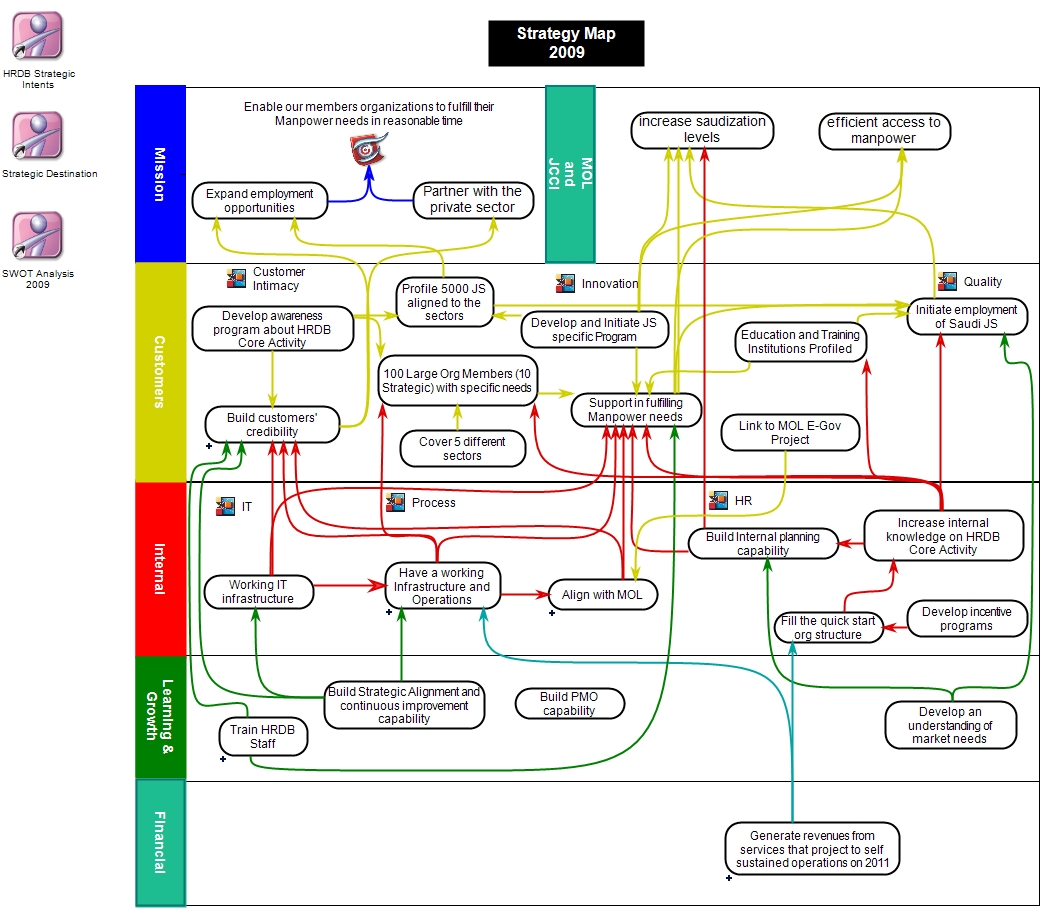 Strategy Map
2009
HRDB Strategic
Intents
Strategic Destination
SWOT Analysis
2009
Mission
Enable our members organizations to fulfill their
Manpower needs in reasonable time
Expand employment
opportunities
Partner with the
private sector
MOL
and
JCCI
increase saudization
levels
efficient access to
manpower
Customers
Customer
Intimacy
Innovation
Quality
Develop awareness
program about HRDB
Core Activity
Profile 5000 JS
aligned to the
sectors
Develop and Initiate JS
specific Program
Education and Training
Institutions Profiled
Initiate employment
of Saudi JS
100 Large Org Members (10
Strategic) with specific needs
Build customers'
credibility
Cover 5 different
sectors
Support in fulfilling
Manpower needs
Link to MOL E-Gov
Project
Internal
IT
Process
HR
Working IT
infrastructure
Have a working
Infrastructure and
Operations
Align with MOL
Build Internal planning
capability
Increase internal
knowledge on HRDB
Core Activity
Fill the quick start
org structure
Develop incentive
programs
Learning &
Growth
Build Strategic Alignment and
continuous improvement
capability
Train HRDB
Staff
Build PMO
capability
Develop an
understanding of
market needs
Financial
Generate revenues from
services that project to self
sustained operations on 2011